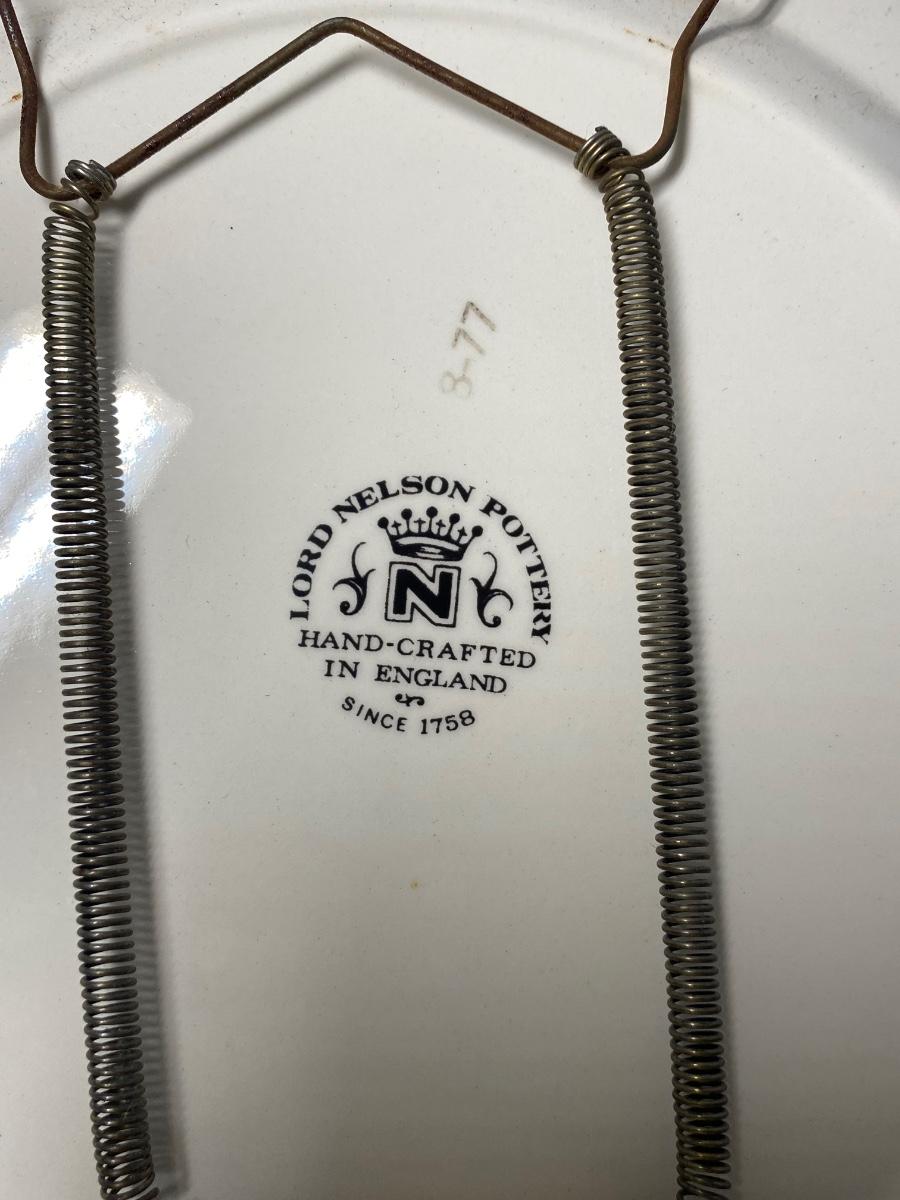 8-77
LORD NELSON POTTERY
N
HAND-CRAFTED
IN ENGLAND
SINCE 1758